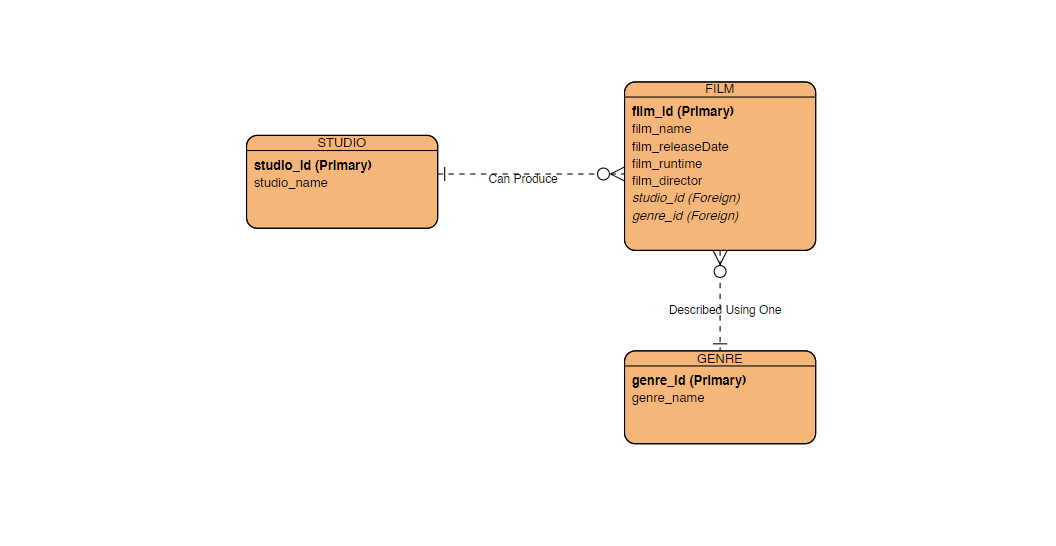 STUDIO
studio_id (Primary)
studio_name
Can Produce
FILM
film_id (Primary)
film_name
film_releaseDate
film_runtime
film_director
studio_id (Foreign)
genre_id (Foreign)
Described Using One
GENRE
genre_id (Primary)
genre_name